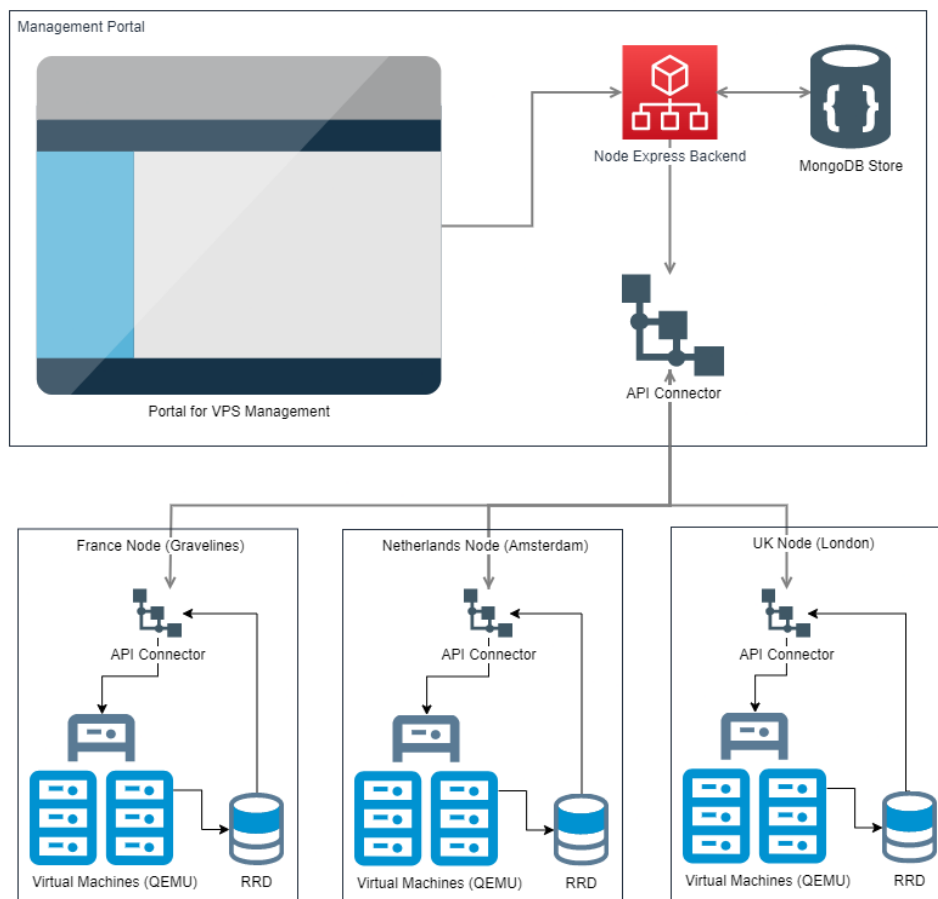 Management Portal
Node Express Backend
MongoDB Store
{ }
API Connector
Portal for VPS Management
France Node (Gravelines)
Netherlands Node (Amsterdam)
UK Node (London)
API Connector
API Connector
API Connector
Virtual Machines (QEMU)
RRD
Virtual Machines (QEMU)
RRD
Virtual Machines (QEMU)
RRD